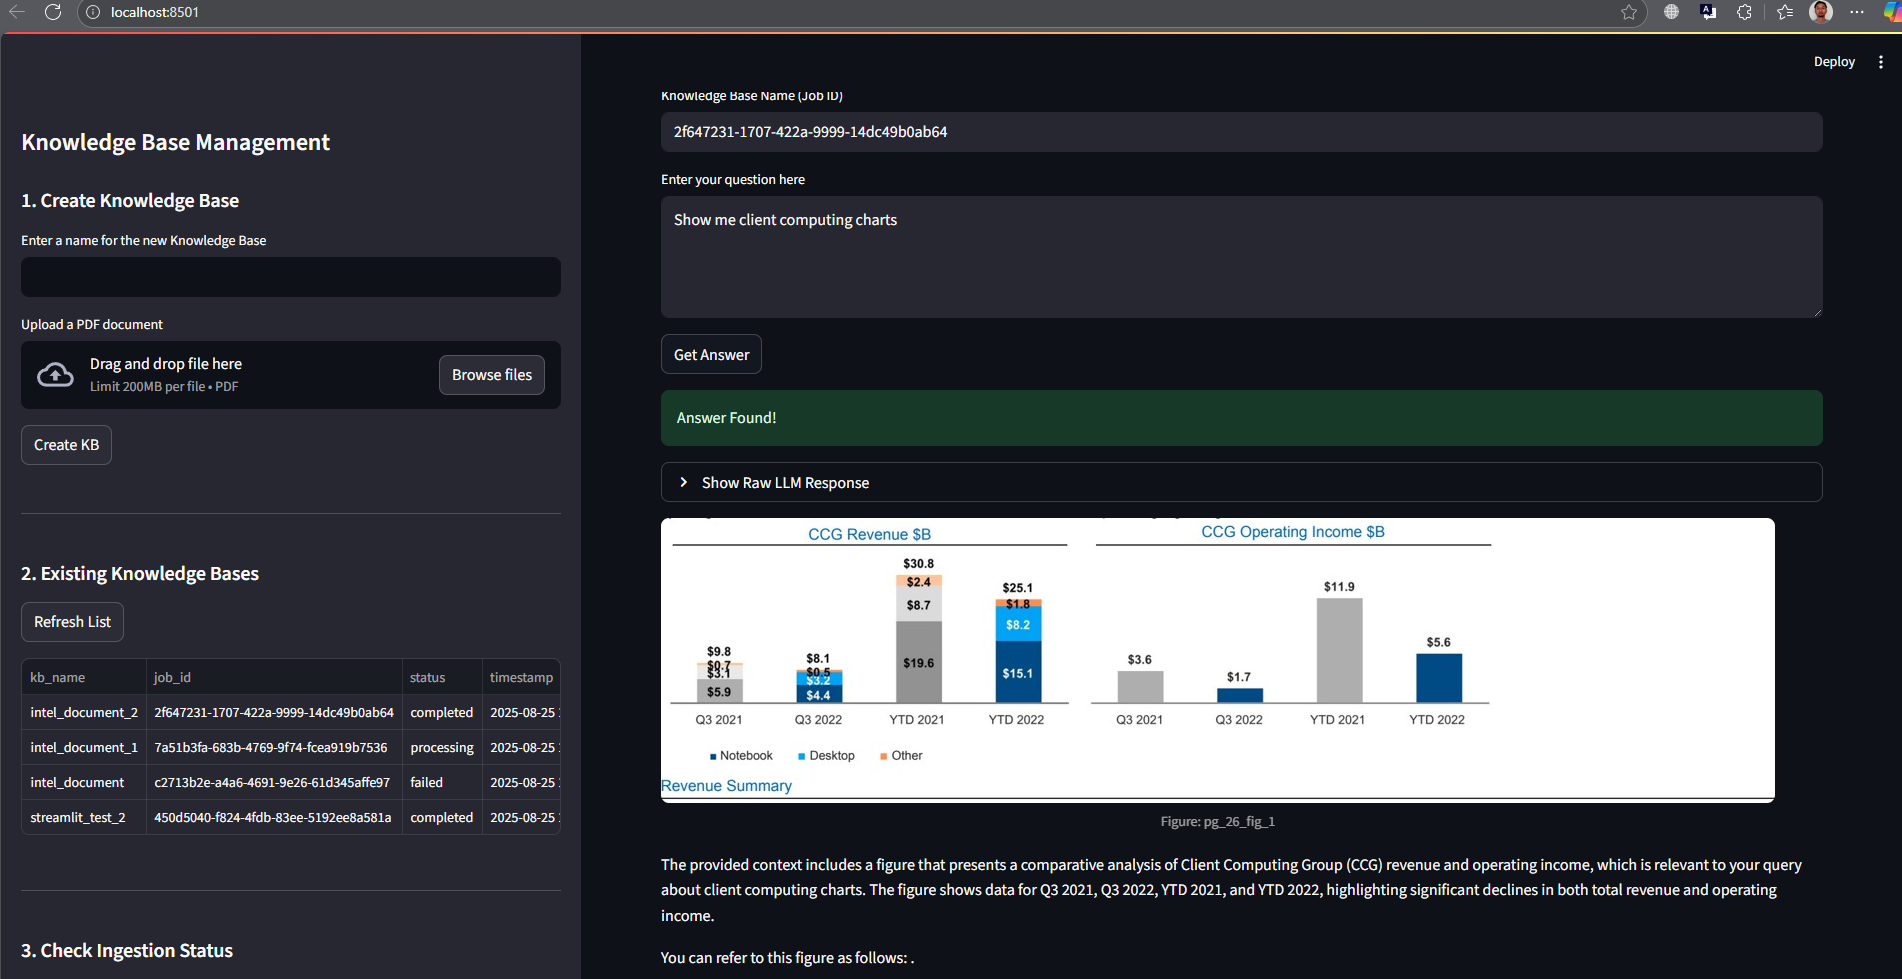 localhost:8501
Deploy
Knowledge Base Management
1. Create Knowledge Base
Enter a name for the new Knowledge Base
Upload a PDF document
Drag and drop file here
Limit 200MB per file • PDF
Browse files
Create KB
2. Existing Knowledge Bases
Refresh List
kb_name job_id status timestamp
intel_document_2 2f647231-1707-422a-9999-14dc49b0ab64 completed 2025-08-25
intel_document_1 7a51b3fa-683b-4769-9f74-fcea919b7536 processing 2025-08-25
intel_document c2713b2e-a4a6-4691-9e26-61d345affe97 failed 2025-08-25
streamlit_test_2 450d5040-f824-4fdb-83ee-5192ee8a581a completed 2025-08-25
3. Check Ingestion Status
Knowledge Base Name (Job ID)
2f647231-1707-422a-9999-14dc49b0ab64
Enter your question here
Show me client computing charts
Get Answer
Answer Found!
Show Raw LLM Response
CCG Revenue $B
$9.8
$0.7
$3.1
$5.9
$8.1
$0.5
$3.2
$4.4
$30.8
$2.4
$8.7
$19.6
$25.1
$1.8
$8.2
$15.1
Q3 2021 Q3 2022 YTD 2021 YTD 2022
Notebook Desktop Other
CCG Operating Income $B
$3.6
$1.7
$11.9
$5.6
Q3 2021 Q3 2022 YTD 2021 YTD 2022
Revenue Summary
Figure: pg_26_fig_1
The provided context includes a figure that presents a comparative analysis of Client Computing Group (CCG) revenue and operating income, which is relevant to your query
about client computing charts. The figure shows data for Q3 2021, Q3 2022, YTD 2021, and YTD 2022, highlighting significant declines in both total revenue and operating
income.
You can refer to this figure as follows: .